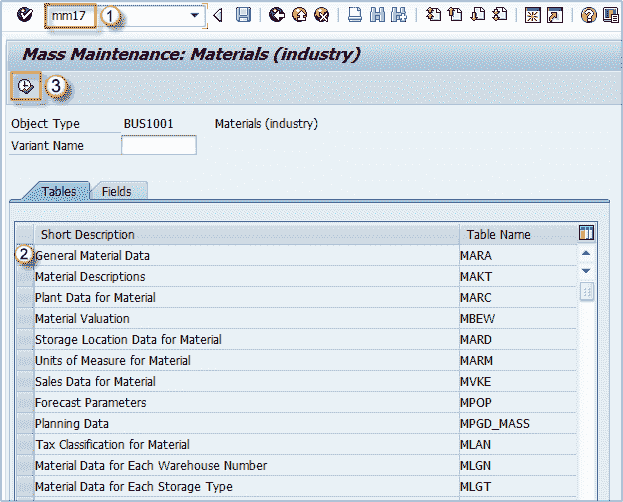 mm17 1
Mass Maintenance: Materials (industry)
3
Object Type BUS1001 Materials (industry)
Variant Name
Tables Fields
Short Description Table Name
2 General Material Data MARA
Material Descriptions MAKT
Plant Data for Material MARC
Material Valuation MBEW
Storage Location Data for Material MARD
Units of Measure for Material MARM
Sales Data for Material MVKE
Forecast Parameters MPOP
Planning Data MPGD_MASS
Tax Classification for Material MLAN
Material Data for Each Warehouse Number MLGN
Material Data for Each Storage Type MLGT